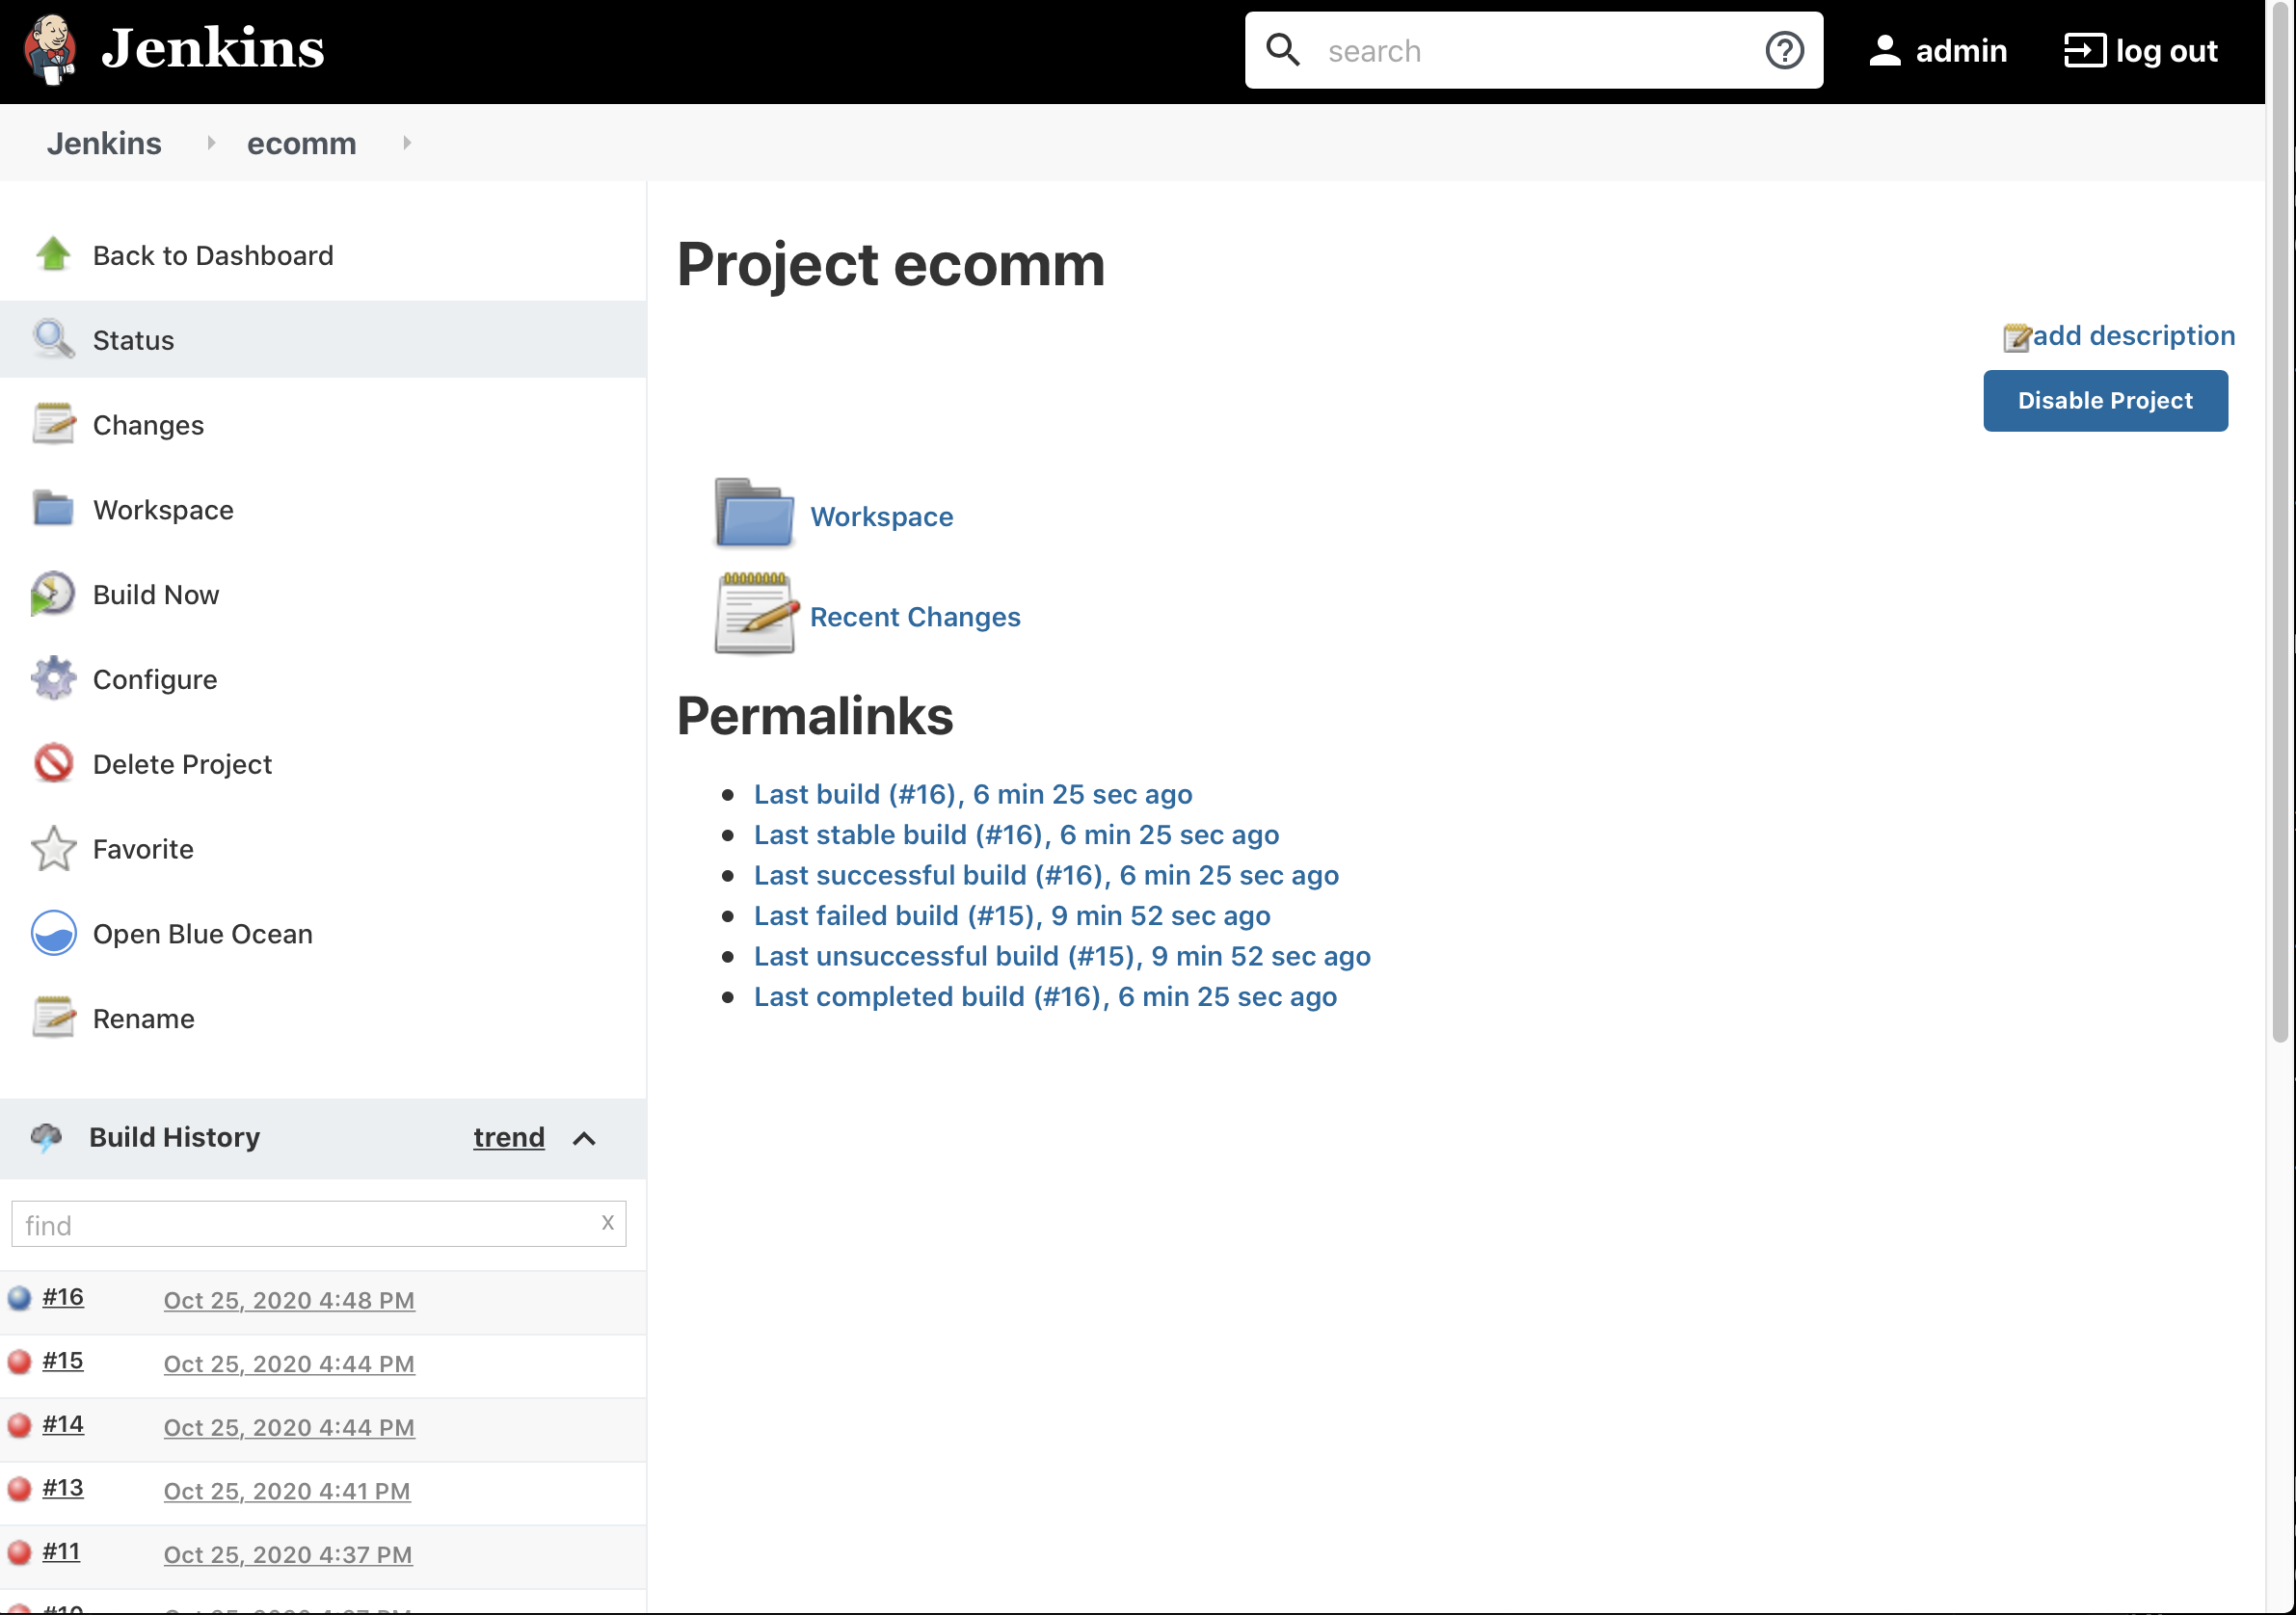 Jenkins
search
admin
log out
Jenkins ecomm
Back to Dashboard
Status
Changes
Workspace
Build Now
Configure
Delete Project
Favorite
Open Blue Ocean
Rename
Build History trend
find X
#16 Oct 25, 2020 4:48 PM
#15 Oct 25, 2020 4:44 PM
#14 Oct 25, 2020 4:44 PM
#13 Oct 25, 2020 4:41 PM
#11 Oct 25, 2020 4:37 PM
Project ecomm
add description
Disable Project
Workspace
Recent Changes
Permalinks
Last build (#16), 6 min 25 sec ago
Last stable build (#16), 6 min 25 sec ago
Last successful build (#16), 6 min 25 sec ago
Last failed build (#15), 9 min 52 sec ago
Last unsuccessful build (#15), 9 min 52 sec ago
Last completed build (#16), 6 min 25 sec ago